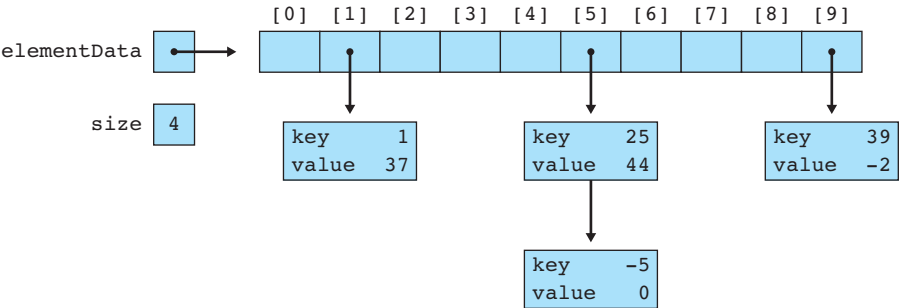 [0] [1] [2] [3] [4] [5] [6] [7] [8] [9]
elementData
size 4
key 1 key 25 key 39
value 37 value 44 value -2
key -5
value 0